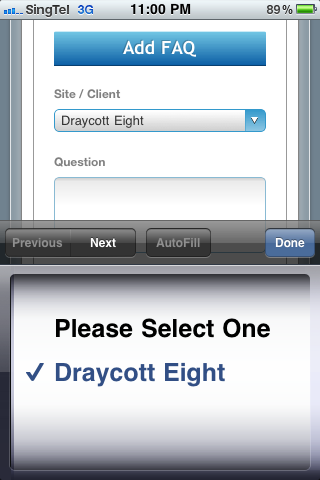 SingTel 3G 11:00 PM 89%
Add FAQ
Site / Client
Draycott Eight
Question
Previous Next AutoFill Done
Please Select One
✓ Draycott Eight